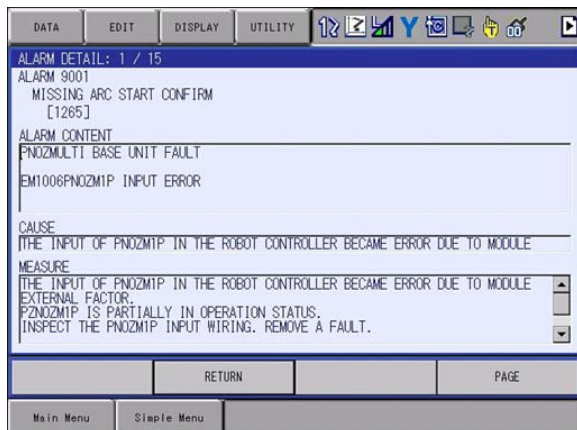 DATA
EDIT
DISPLAY
UTILITY
ALARM DETAIL: 1 / 15
ALARM 9001
MISSING ARC START CONFIRM
[1265]
ALARM CONTENT
PNOZMULTI BASE UNIT FAULT
EM1006PNOZM1P INPUT ERROR
CAUSE
THE INPUT OF PNOZM1P IN THE ROBOT CONTROLLER BECAME ERROR DUE TO MODULE
MEASURE
THE INPUT OF PNOZM1P IN THE ROBOT CONTROLLER BECAME ERROR DUE TO MODULE
EXTERNAL FACTOR.
PZNOZM1P IS PARTIALLY IN OPERATION STATUS.
INSPECT THE PNOZM1P INPUT WIRING. REMOVE A FAULT.
RETURN
PAGE
Main Menu
Simple Menu